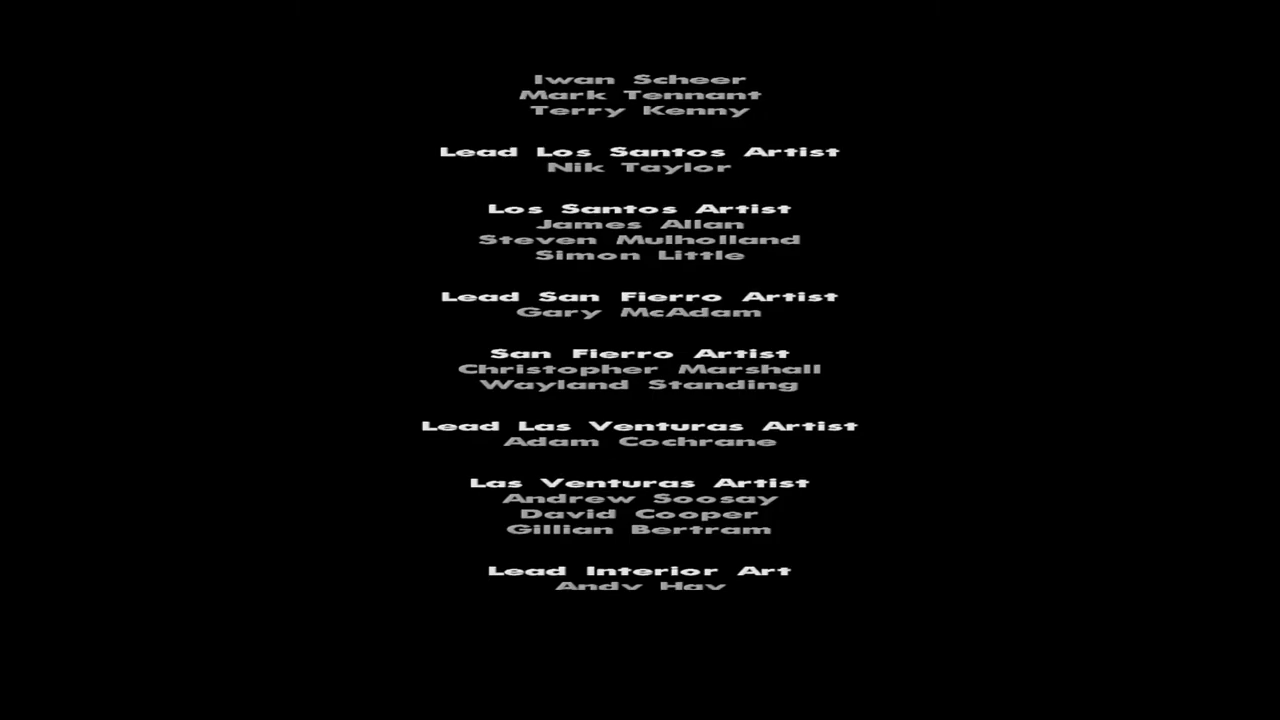 Iwan Scheer
Mark Tennant
Terry Kenny
Lead Los Santos Artist
Nik Taylor
Los Santos Artist
James Allan
Steven Mulholland
Simon Little
Lead San Fierro Artist
Gary McAdam
San Fierro Artist
Christopher Marshall
Wayland Standing
Lead Las Venturas Artist
Adam Cochrane
Las Venturas Artist
Andrew Soosay
David Cooper
Gillian Bertram
Lead Interior Art
Andy Hay